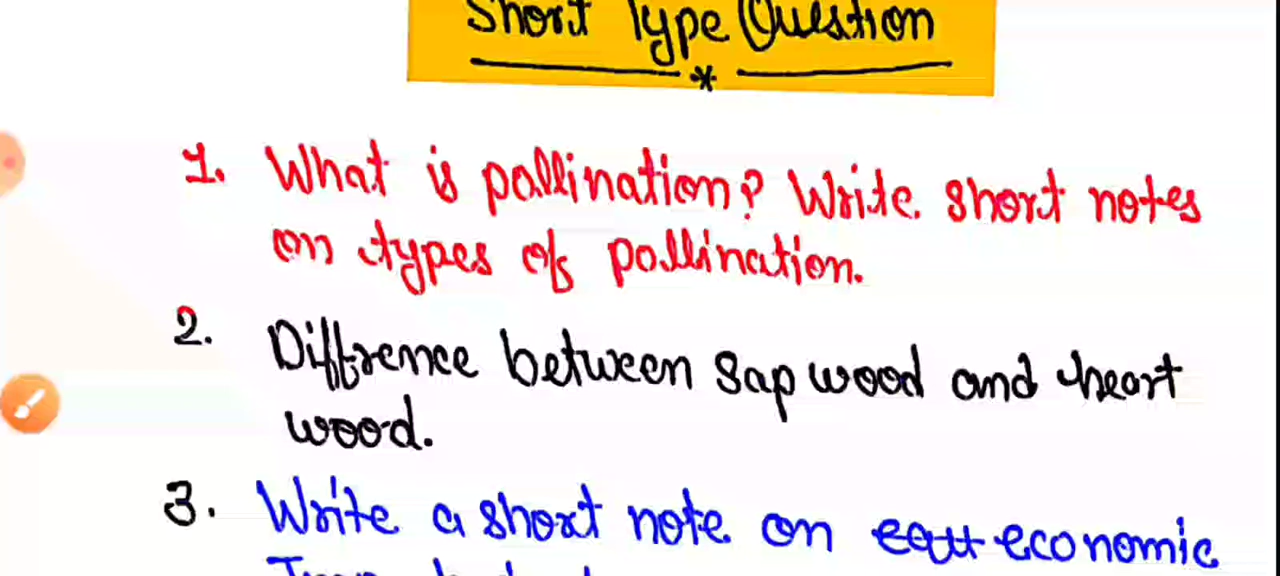 Short Type Question
*
1. What is pollination? Write short notes
on types of pollination.
2. Diffrence between Sap wood and heart
wood.
3. Write a short note on economic